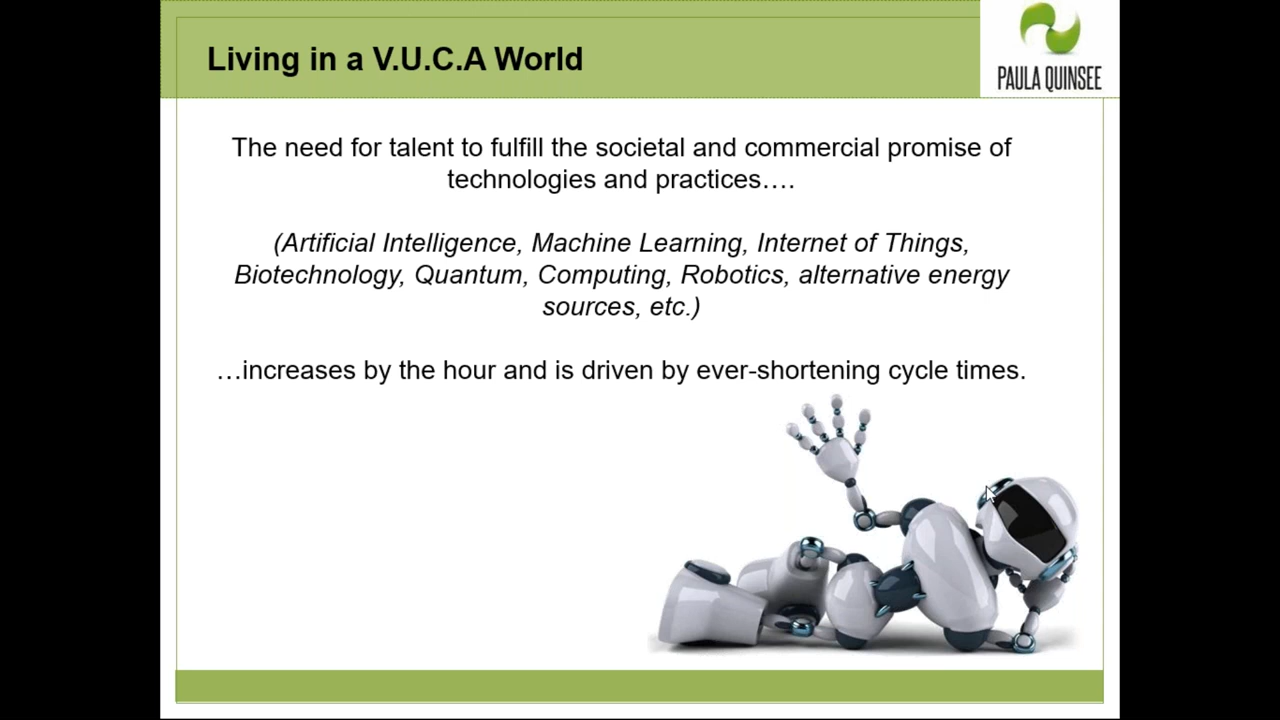 Living in a V.U.C.A World
PAULA QUINSEE
The need for talent to fulfill the societal and commercial promise of
technologies and practices….
(Artificial Intelligence, Machine Learning, Internet of Things,
Biotechnology, Quantum, Computing, Robotics, alternative energy
sources, etc.)
…increases by the hour and is driven by ever-shortening cycle times.